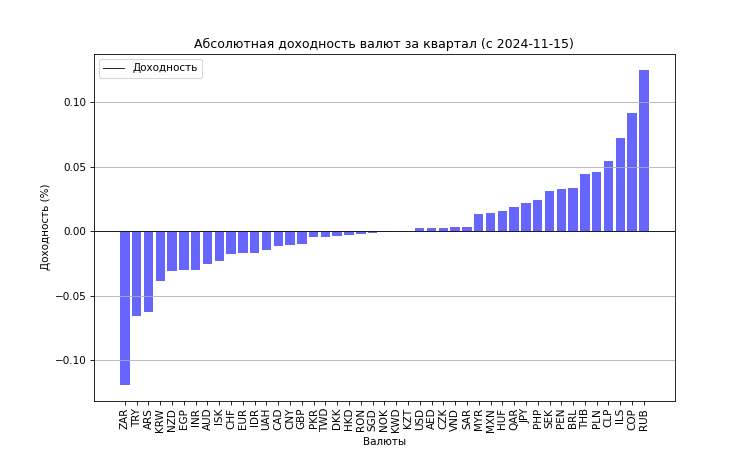 Абсолютная доходность валют за квартал (с 2024-11-15)
Доходность
0.10
0.05
0.00
−0.05
−0.10
Доходность (%)
ZAR TRY ARS KRW NZD EGP INR AUD ISK CHF EUR IDR UAH CAD CNY GBP PKR TWD DKK HKD RON SGD NOK KWD KZT USD AED CZK VND SAR MYR MXN HUF QAR JPY PHP SEK PEN BRL THB PLN CLP ILS COP RUB
Валюты